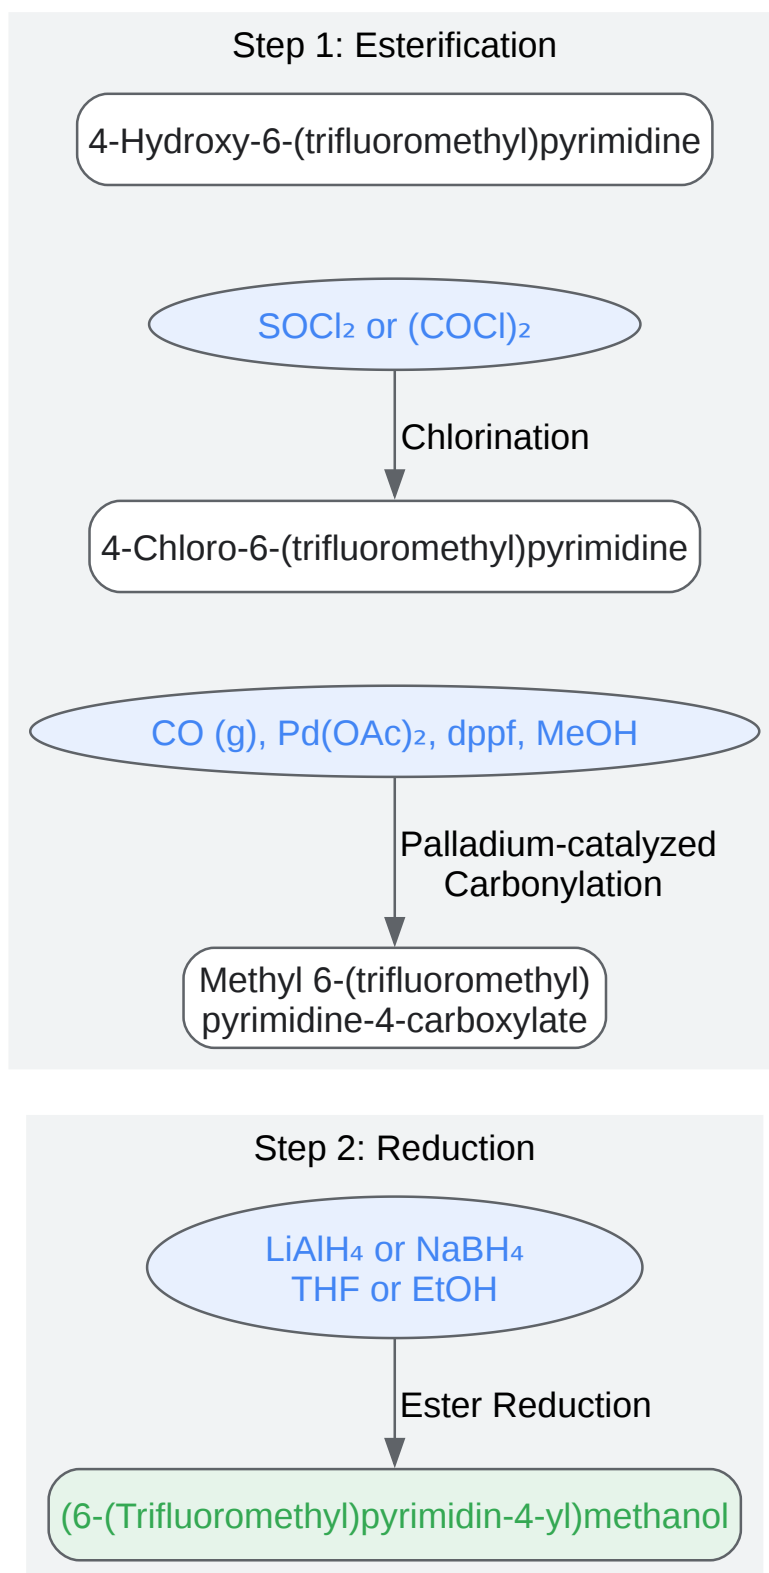 Step 1: Esterification
4-Hydroxy-6-(trifluoromethyl)pyrimidine
SOCl₂ or (COCl)₂
Chlorination
4-Chloro-6-(trifluoromethyl)pyrimidine
CO (g), Pd(OAc)₂, dppf, MeOH
Palladium-catalyzed
Carbonylation
Methyl 6-(trifluoromethyl)
pyrimidine-4-carboxylate
Step 2: Reduction
LiAlH₄ or NaBH₄
THF or EtOH
Ester Reduction
(6-(Trifluoromethyl)pyrimidin-4-yl)methanol